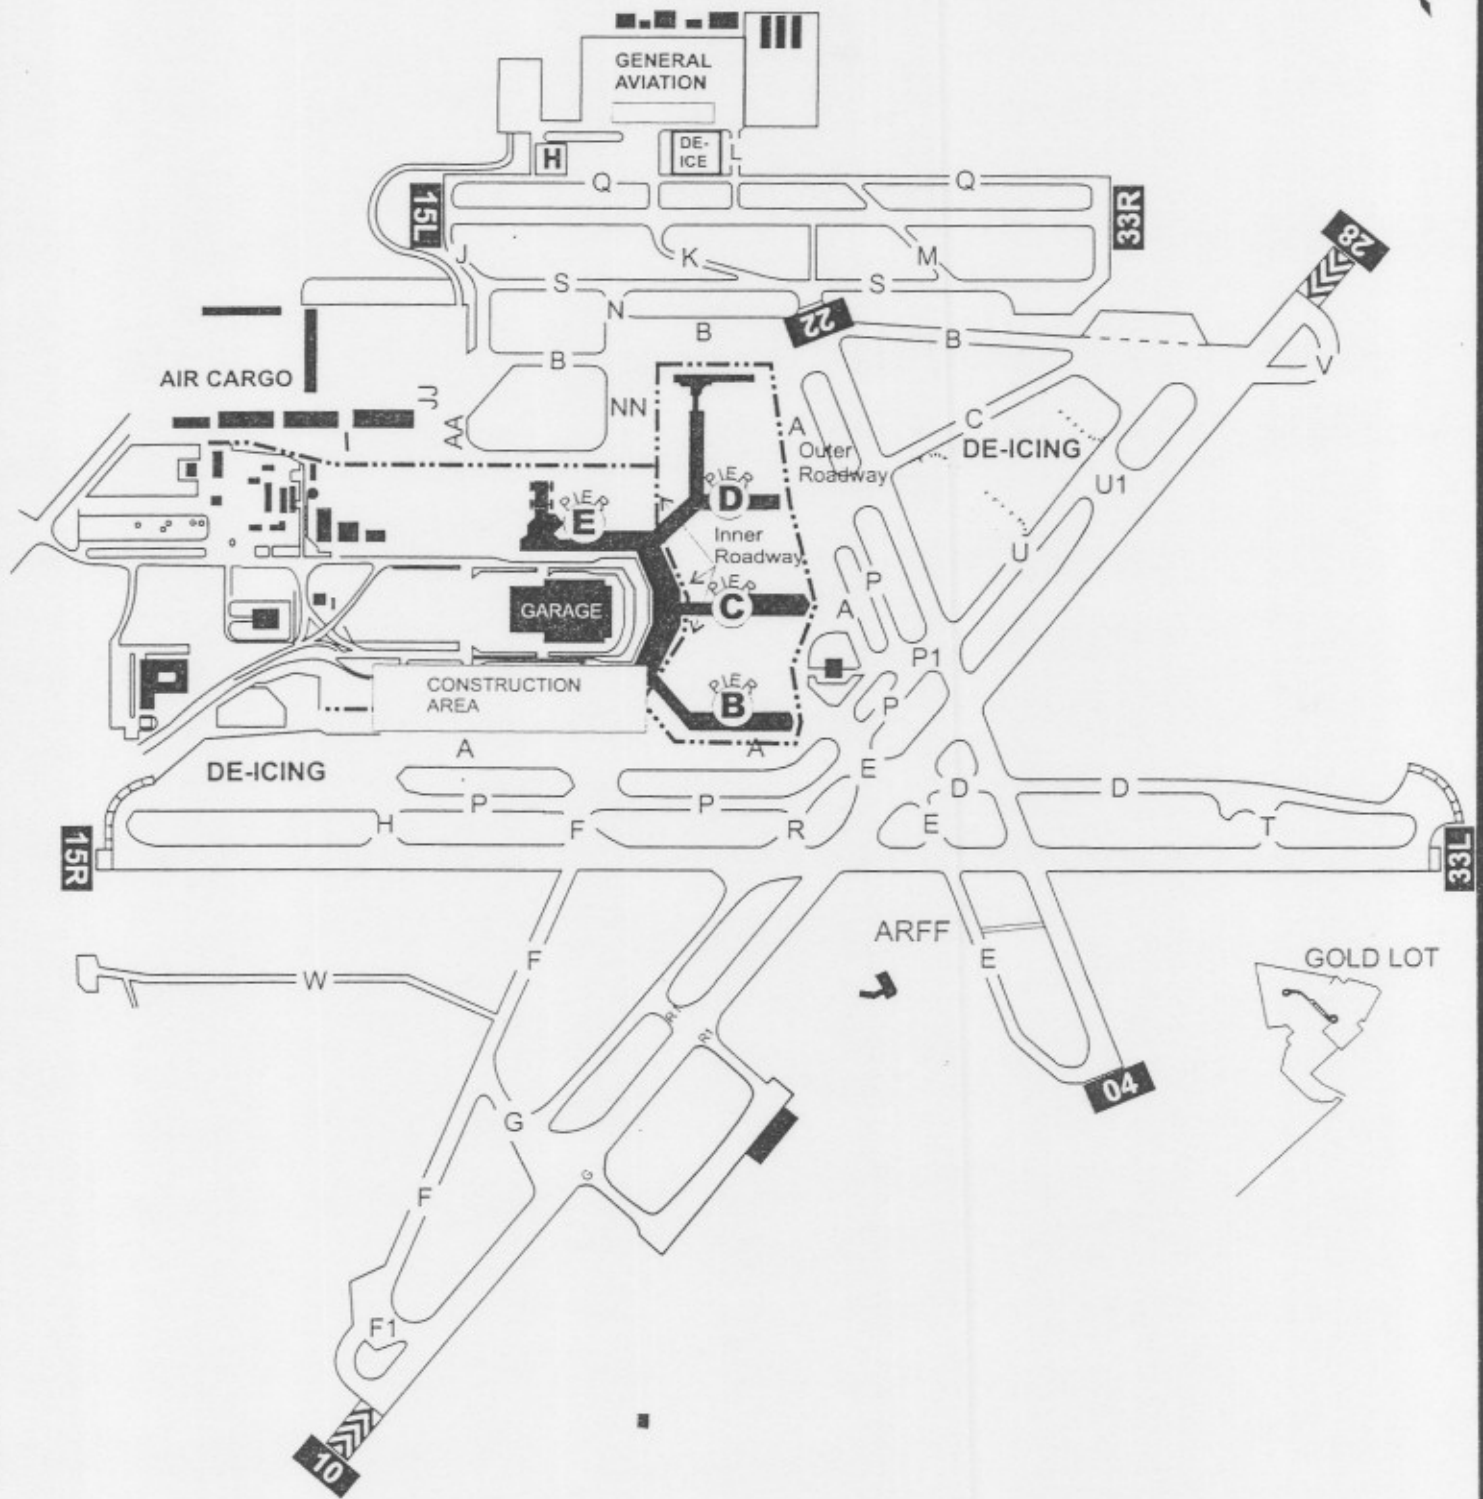 GENERAL
AVIATION
H
DE-
ICE
L
Q
Q
15L
33R
28
J
K
M
S
S
N
22
B
B
B
V
AIR CARGO
JJ
AA
NN
A
C
Outer
Roadway
DE-ICING
U1
PIER
D
PIER
E
Inner
Roadway
U
P
PIER
C
A
GARAGE
P1
CONSTRUCTION
AREA
PIER
B
P
A
A
DE-ICING
E
D
D
P
P
H
F
R
E
T
15R
33L
ARFF
F
E
GOLD LOT
W
R1
R1
04
G
G
F
F1
10